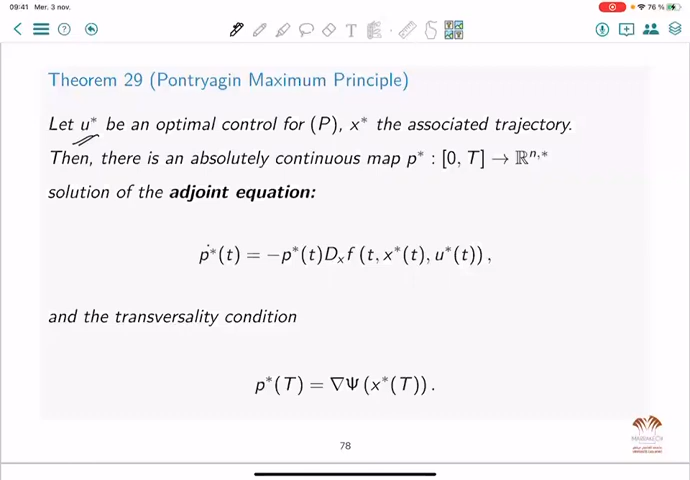 09:41 Mer. 3 nov.
76 %
Theorem 29 (Pontryagin Maximum Principle)
Let u* be an optimal control for (P), x* the associated trajectory.
Then, there is an absolutely continuous map p* : [0, T] → ℝⁿ,*
solution of the adjoint equation:
ṗ*(t) = −p*(t)Dₓf (t, x*(t), u*(t)) ,
and the transversality condition
p*(T) = ∇Ψ (x*(T)) .
78